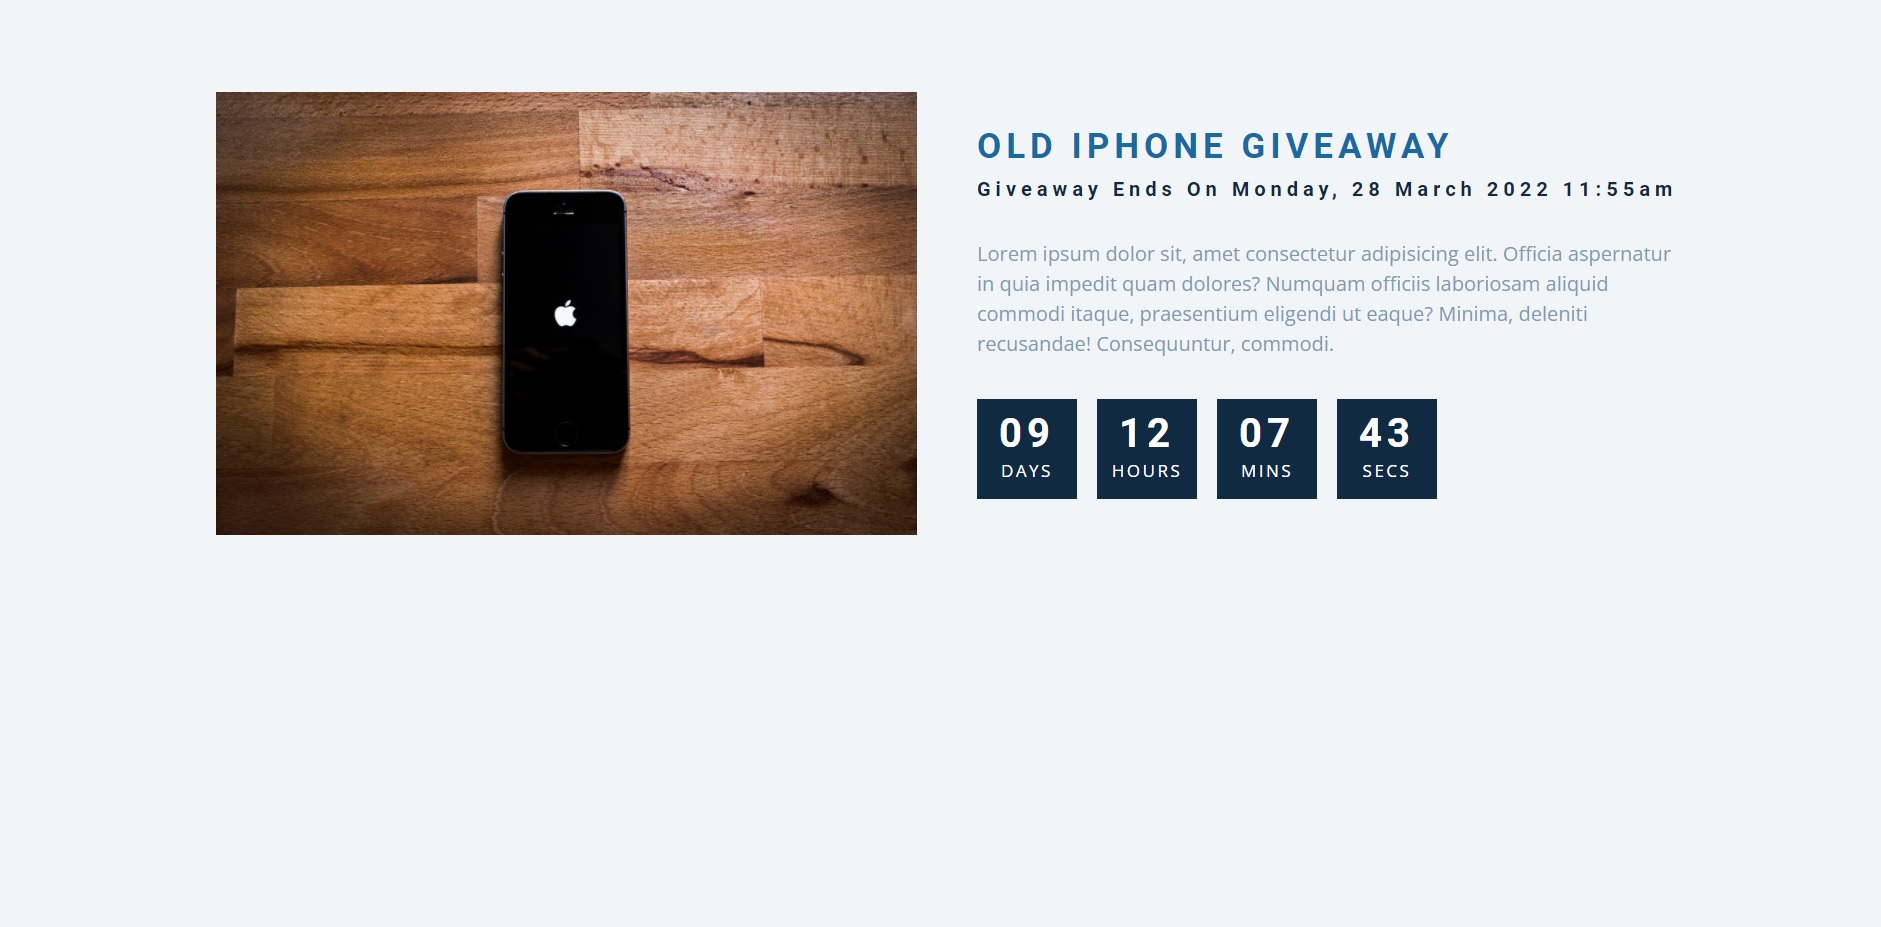 OLD IPHONE GIVEAWAY
Giveaway Ends On Monday, 28 March 2022 11:55am
Lorem ipsum dolor sit, amet consectetur adipisicing elit. Officia aspernatur
in quia impedit quam dolores? Numquam officiis laboriosam aliquid
commodi itaque, praesentium eligendi ut eaque? Minima, deleniti
recusandae! Consequuntur, commodi.
09 12 07 43
DAYS HOURS MINS SECS